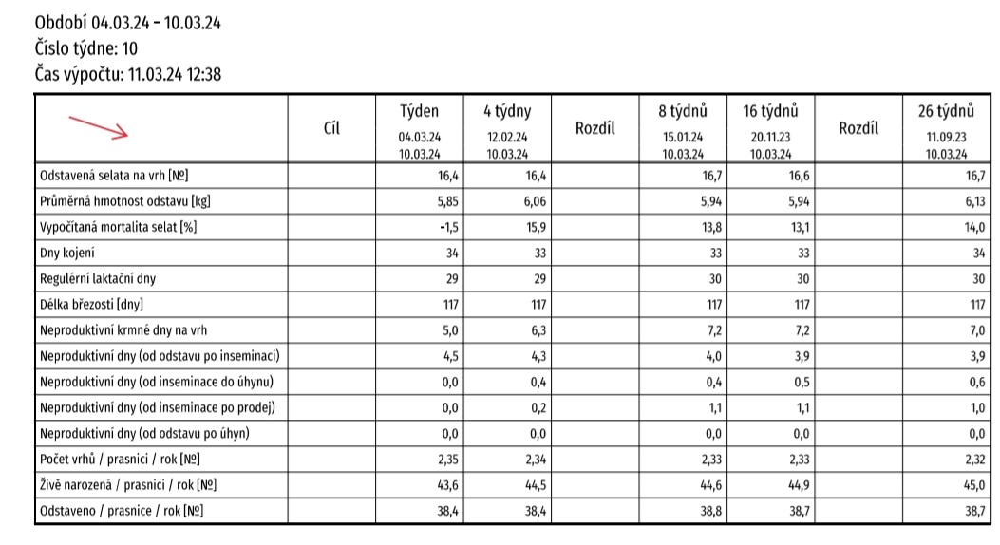 Období 04.03.24 - 10.03.24
Číslo týdne: 10
Čas výpočtu: 11.03.24 12:38
Cíl Týden 04.03.24 10.03.24 4 týdny 12.02.24 10.03.24 Rozdíl 8 týdnů 15.01.24 10.03.24 16 týdnů 20.11.23 10.03.24 Rozdíl 26 týdnů 11.09.23 10.03.24
Odstavená selata na vrh [№] 16,4 16,4 16,7 16,6 16,7
Průměrná hmotnost odstavu [kg] 5,85 6,06 5,94 5,94 6,13
Vypočítaná mortalita selat [%] -1,5 15,9 13,8 13,1 14,0
Dny kojení 34 33 33 33 34
Regulérní laktační dny 29 29 30 30 30
Délka březosti [dny] 117 117 117 117 117
Neproduktivní krmné dny na vrh 5,0 6,3 7,2 7,2 7,0
Neproduktivní dny (od odstavu po inseminaci) 4,5 4,3 4,0 3,9 3,9
Neproduktivní dny (od inseminace do úhynu) 0,0 0,4 0,4 0,5 0,6
Neproduktivní dny (od inseminace po prodej) 0,0 0,2 1,1 1,1 1,0
Neproduktivní dny (od odstavu po úhyn) 0,0 0,0 0,0 0,0 0,0
Počet vrhů / prasnici / rok [№] 2,35 2,34 2,33 2,33 2,32
Živě narozená / prasnici / rok [№] 43,6 44,5 44,6 44,9 45,0
Odstaveno / prasnice / rok [№] 38,4 38,4 38,8 38,7 38,7